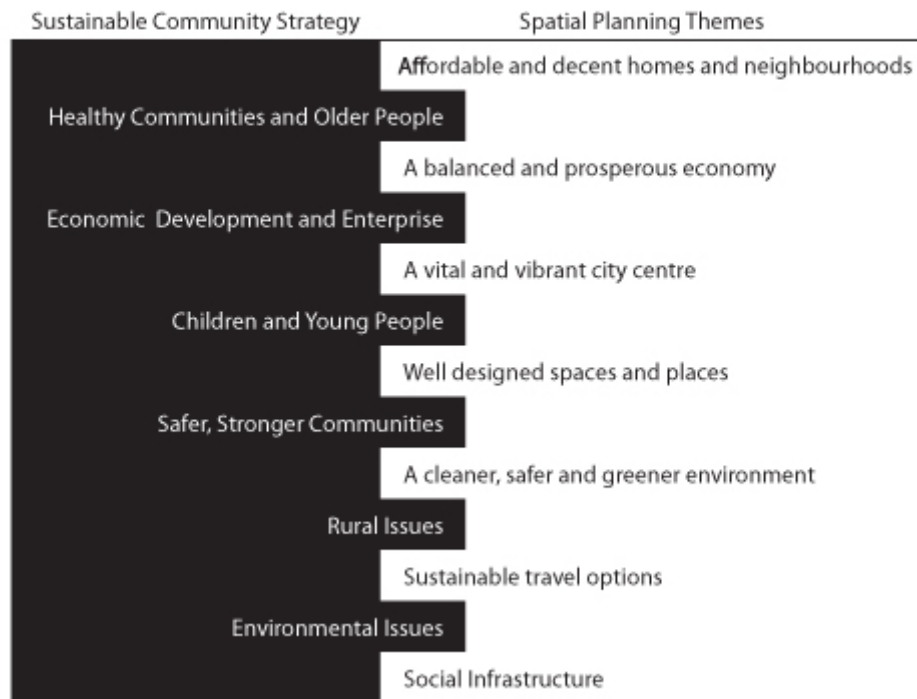 Sustainable Community Strategy
Spatial Planning Themes
Affordable and decent homes and neighbourhoods
Healthy Communities and Older People
A balanced and prosperous economy
Economic Development and Enterprise
A vital and vibrant city centre
Children and Young People
Well designed spaces and places
Safer, Stronger Communities
A cleaner, safer and greener environment
Rural Issues
Sustainable travel options
Environmental Issues
Social Infrastructure